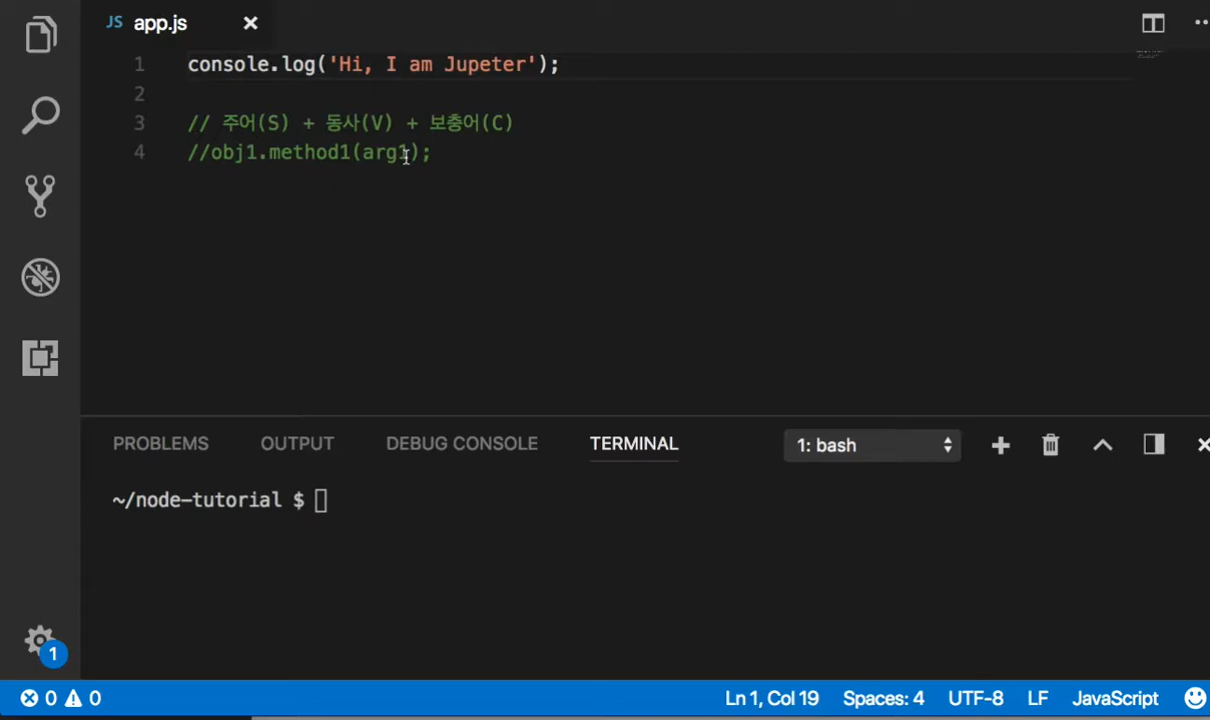 JS app.js
1 console.log('Hi, I am Jupeter');
2
3 // 주어(S) + 동사(V) + 보충어(C)
4 //obj1.method1(arg1);
PROBLEMS OUTPUT DEBUG CONSOLE TERMINAL 1: bash
~/node-tutorial $
1
0 0 Ln 1, Col 19 Spaces: 4 UTF-8 LF JavaScript